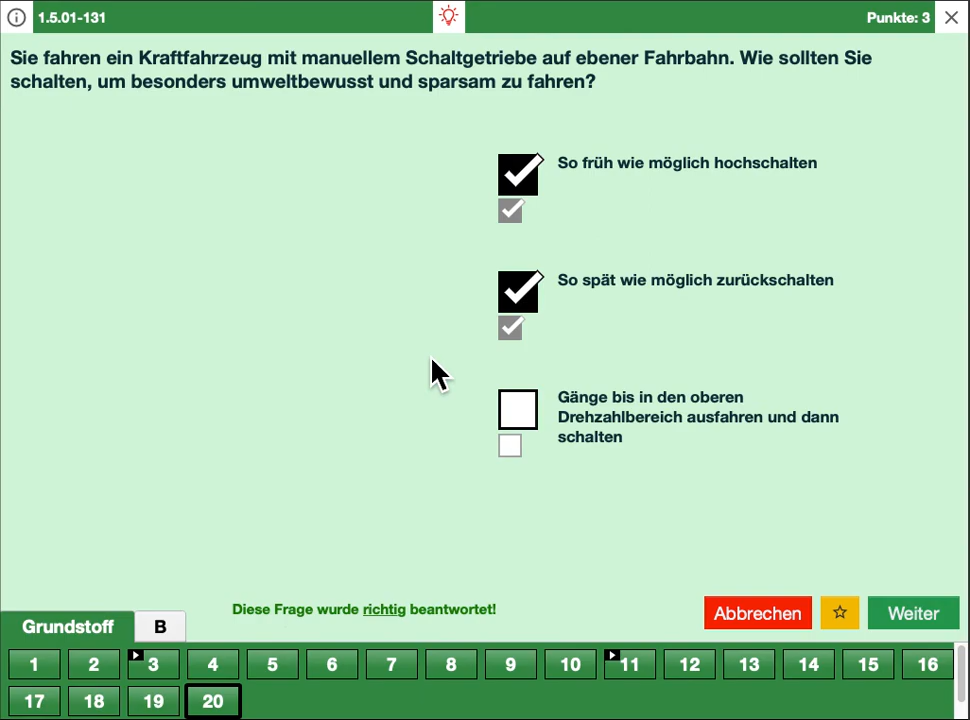 1.5.01-131
Punkte: 3
Sie fahren ein Kraftfahrzeug mit manuellem Schaltgetriebe auf ebener Fahrbahn. Wie sollten Sie
schalten, um besonders umweltbewusst und sparsam zu fahren?
So früh wie möglich hochschalten
So spät wie möglich zurückschalten
Gänge bis in den oberen
Drehzahlbereich ausfahren und dann
schalten
Diese Frage wurde richtig beantwortet!
Abbrechen
Weiter
Grundstoff
B
1 2 3 4 5 6 7 8 9 10 11 12 13 14 15 16
17 18 19 20